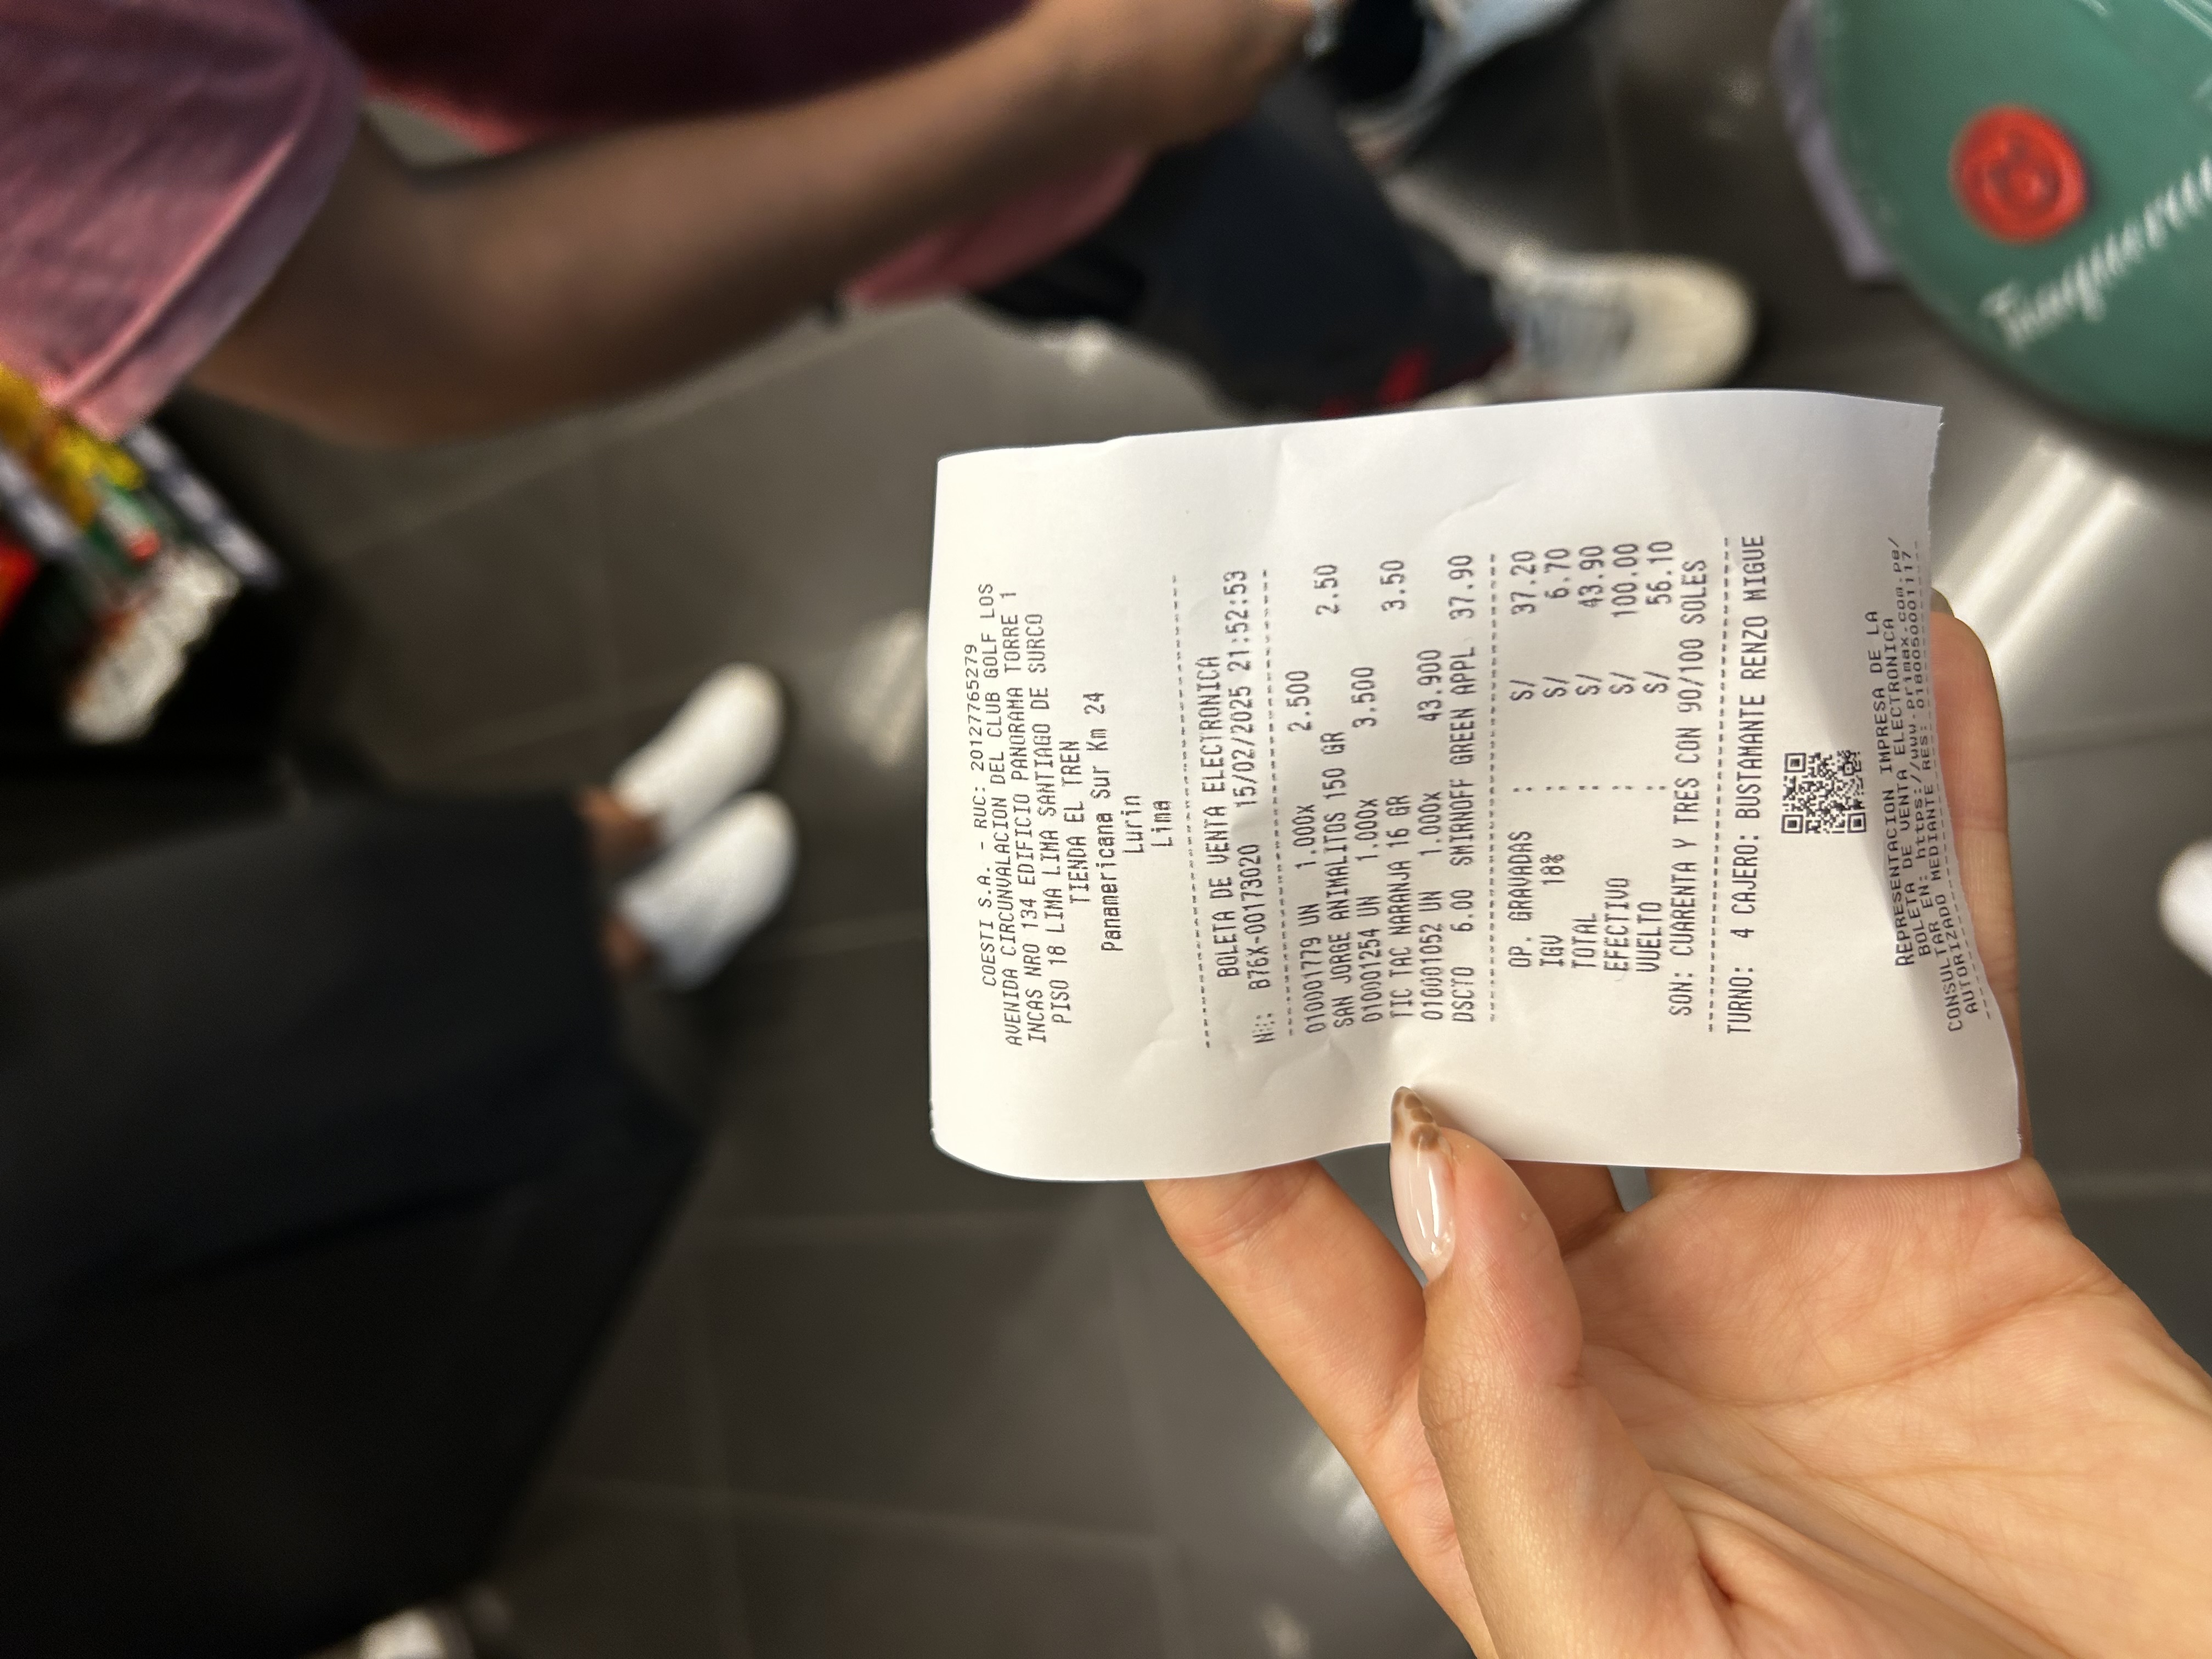 COESTI S.A. - RUC: 20127765279
AVENIDA CIRCUNVALACION DEL CLUB GOLF LOS
INCAS NRO 134 EDIFICIO PANORAMA TORRE 1
PISO 18 LIMA LIMA SANTIAGO DE SURCO
TIENDA EL TREN
Panamericana Sur Km 24
Lurin
Lima
BOLETA DE VENTA ELECTRONICA
B76X-00173020 15/02/2025 21:52:53
010001779 UN 1.000x 2.500
SAN JORGE ANIMALITOS 150 GR 2.50
010001254 UN 1.000x 3.500
TIC TAC NARANJA 16 GR 3.50
010001052 UN 1.000x 43.900
DSCTO 6.00 SMIRNOFF GREEN APPL 37.90
OP. GRAVADAS : S/ 37.20
IGV 18% : S/ 6.70
TOTAL : S/ 43.90
EFECTIVO : S/ 100.00
VUELTO : S/ 56.10
SON: CUARENTA Y TRES CON 90/100 SOLES
TURNO: 4 CAJERO: BUSTAMANTE RENZO MIGUE
REPRESENTACION IMPRESA DE LA
BOLETA DE VENTA ELECTRONICA
CONSULTAR EN: https://www.primax.com.pe/
AUTORIZADO MEDIANTE RES: 0180050001117